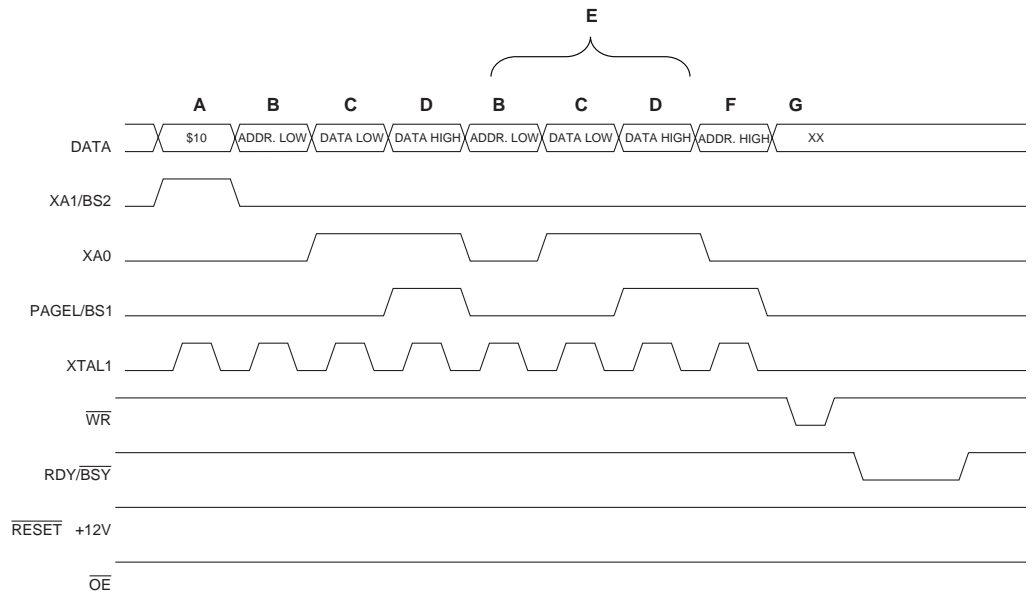 E
A B C D B C D F G
DATA $10 ADDR. LOW DATA LOW DATA HIGH ADDR. LOW DATA LOW DATA HIGH ADDR. HIGH XX
XA1/BS2
XA0
PAGEL/BS1
XTAL1
WR
RDY/BSY
RESET +12V
OE